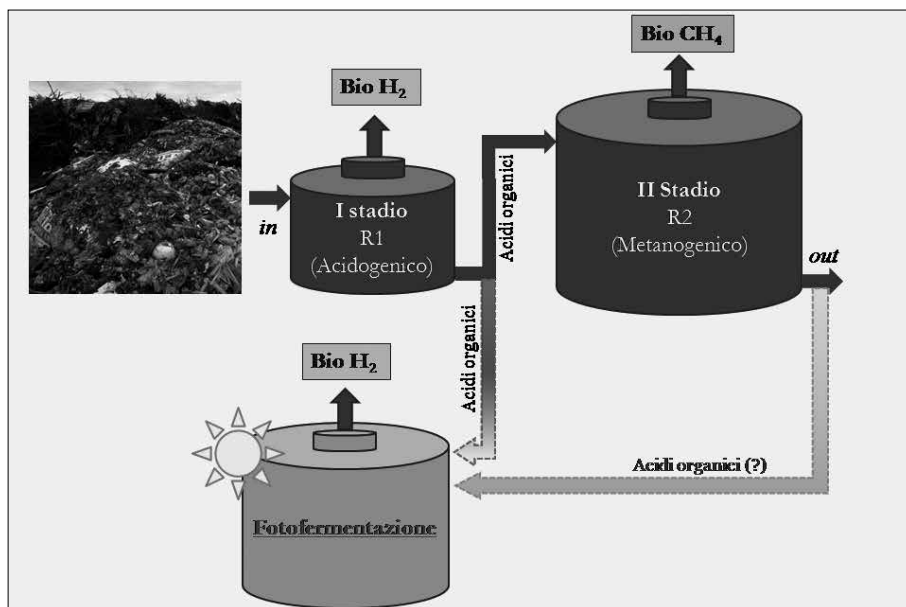 Bio CH₄
Bio H₂
in
I stadio
R1
(Acidogenico)
Acidi organici
II Stadio
R2
(Metanogenico)
out
Acidi organici
Bio H₂
Acidi organici (?)
Fotofermentazione